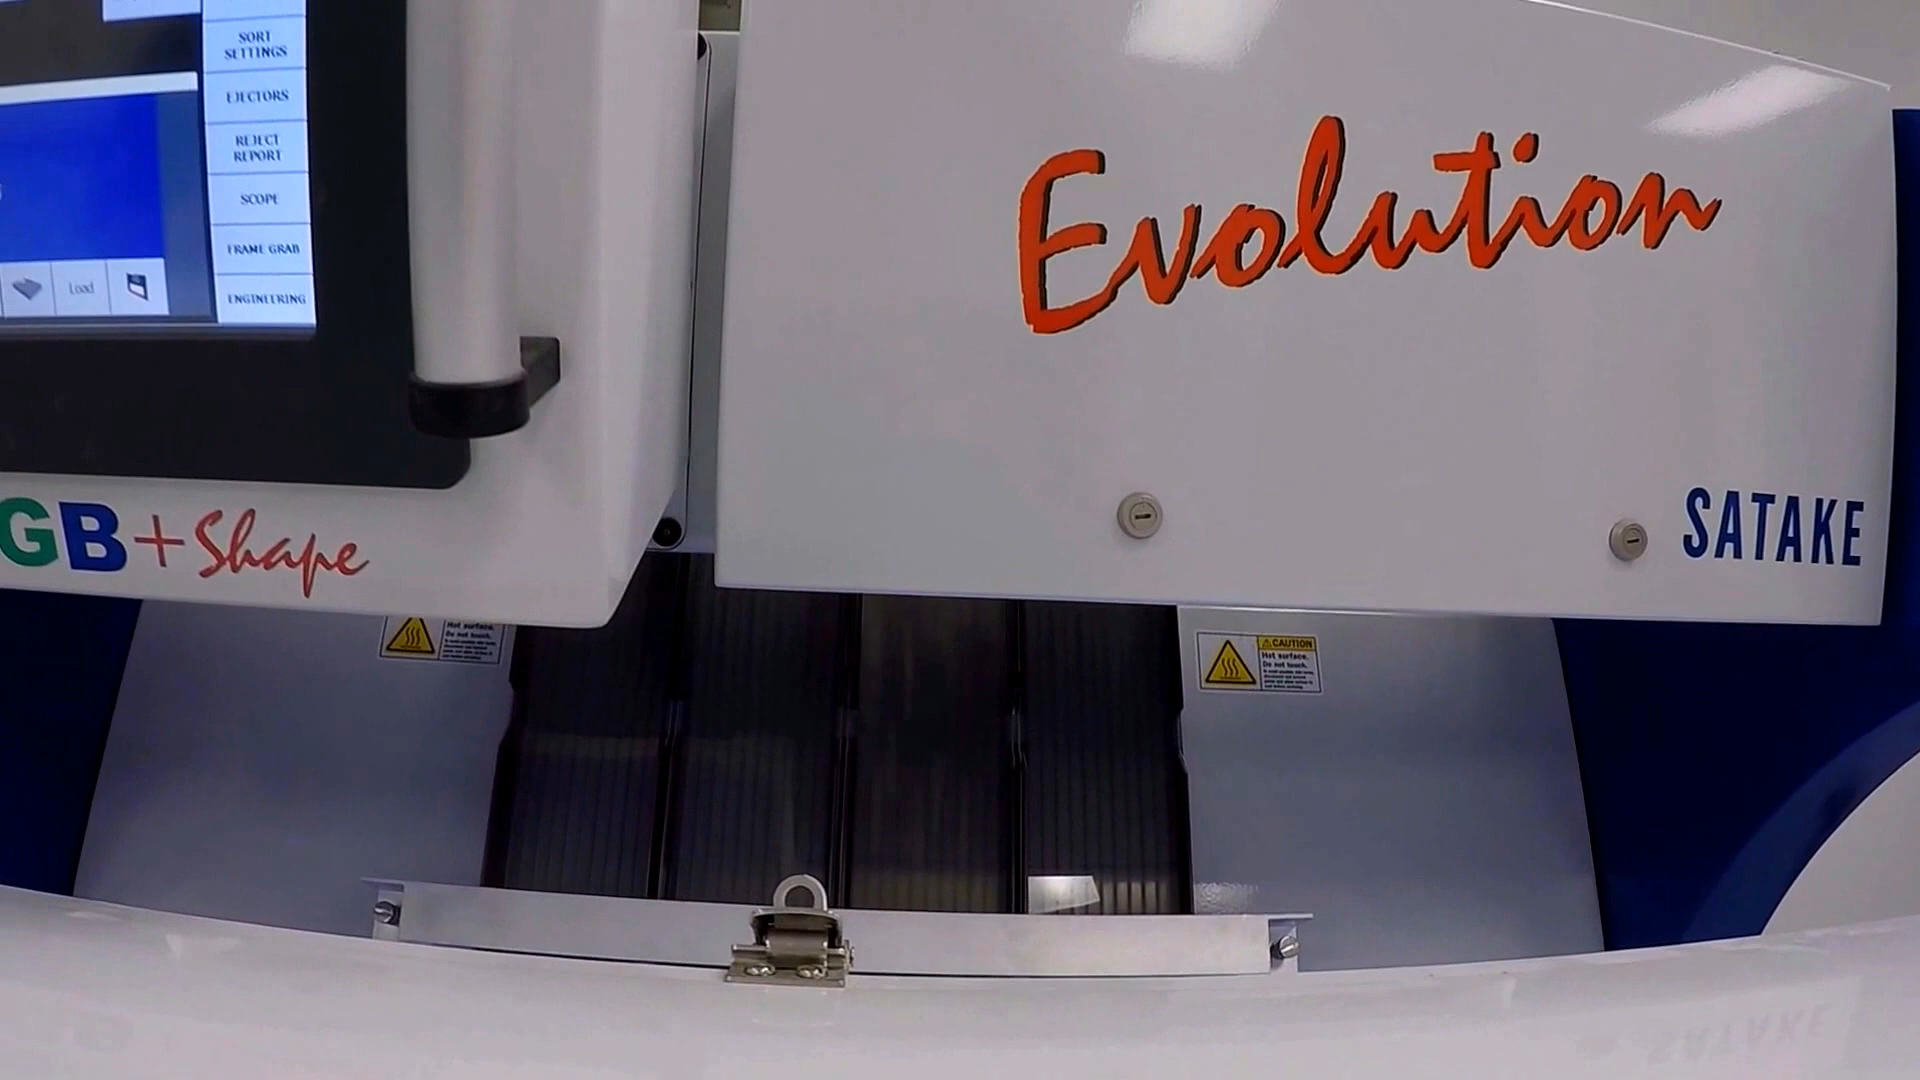 SORT
SETTINGS
EJECTORS
REJECT
REPORT
SCOPE
FRAME GRAB
ENGINEERING
Load
GB+Shape
Evolution
SATAKE
Hot surface.
Do not touch.
CAUTION
Hot surface.
Do not touch.